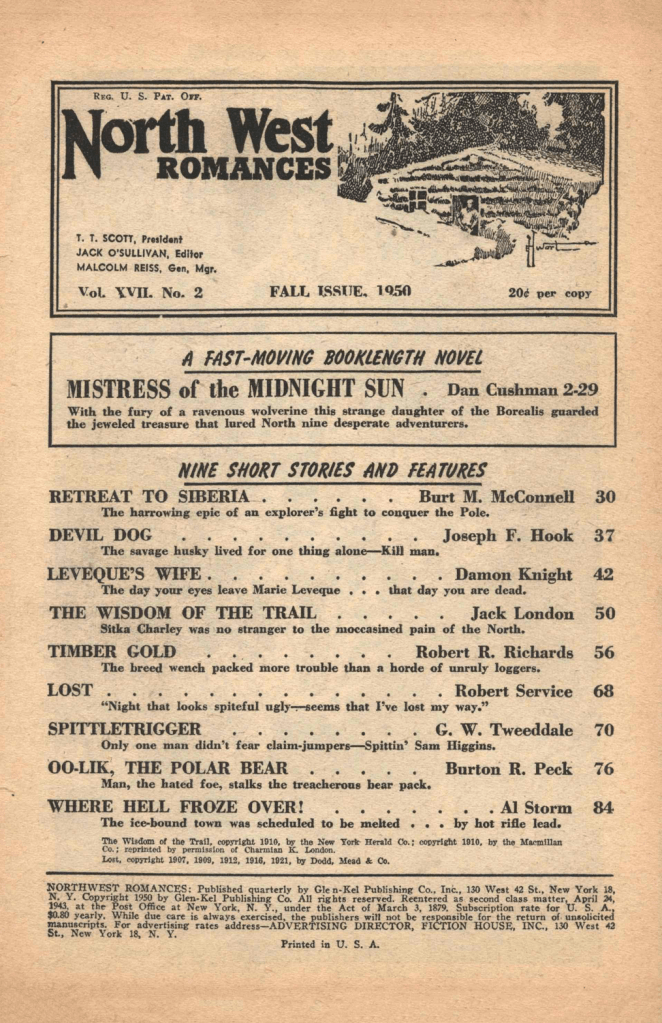 REG. U. S. PAT. OFF.
North West
ROMANCES
T. T. SCOTT, President
JACK O'SULLIVAN, Editor
MALCOLM REISS, Gen. Mgr.
Vol. XVII. No. 2 FALL ISSUE, 1950 20¢ per copy
A FAST-MOVING BOOKLENGTH NOVEL
MISTRESS of the MIDNIGHT SUN . Dan Cushman 2-29
With the fury of a ravenous wolverine this strange daughter of the Borealis guarded
the jeweled treasure that lured North nine desperate adventurers.
NINE SHORT STORIES AND FEATURES
RETREAT TO SIBERIA . . . . . . Burt M. McConnell 30
The harrowing epic of an explorer's fight to conquer the Pole.
DEVIL DOG . . . . . . . . . . Joseph F. Hook 37
The savage husky lived for one thing alone—Kill man.
LEVEQUE'S WIFE . . . . . . . . . . Damon Knight 42
The day your eyes leave Marie Leveque . . . that day you are dead.
THE WISDOM OF THE TRAIL . . . . . Jack London 50
Sitka Charley was no stranger to the moccasined pain of the North.
TIMBER GOLD . . . . . . . . Robert R. Richards 56
The breed wench packed more trouble than a horde of unruly loggers.
LOST . . . . . . . . . . . . . Robert Service 68
"Night that looks spiteful ugly—seems that I've lost my way."
SPITTLETRIGGER . . . . . . . . G. W. Tweeddale 70
Only one man didn't fear claim-jumpers—Spittin' Sam Higgins.
OO-LIK, THE POLAR BEAR . . . . . Burton R. Peck 76
Man, the hated foe, stalks the treacherous bear pack.
WHERE HELL FROZE OVER! . . . . . . . Al Storm 84
The ice-bound town was scheduled to be melted . . . by hot rifle lead.
The Wisdom of the Trail, copyright 1910, by the New York Herald Co.; copyright 1910, by the Macmillan
Co.; reprinted by permission of Charmian K. London.
Lost, copyright 1907, 1909, 1912, 1916, 1921, by Dodd, Mead & Co.
NORTHWEST ROMANCES: Published quarterly by Glen-Kel Publishing Co., Inc., 130 West 42 St., New York 18,
N. Y. Copyright 1950 by Glen-Kel Publishing Co. All rights reserved. Reentered as second class matter, April 24,
1943, at the Post Office at New York, N. Y., under the Act of March 3, 1879. Subscription rate for U. S. A.,
$0.80 yearly. While due care is always exercised, the publishers will not be responsible for the return of unsolicited
manuscripts. For advertising rates address—ADVERTISING DIRECTOR, FICTION HOUSE, INC., 130 West 42
St., New York 18, N. Y.
Printed in U. S. A.